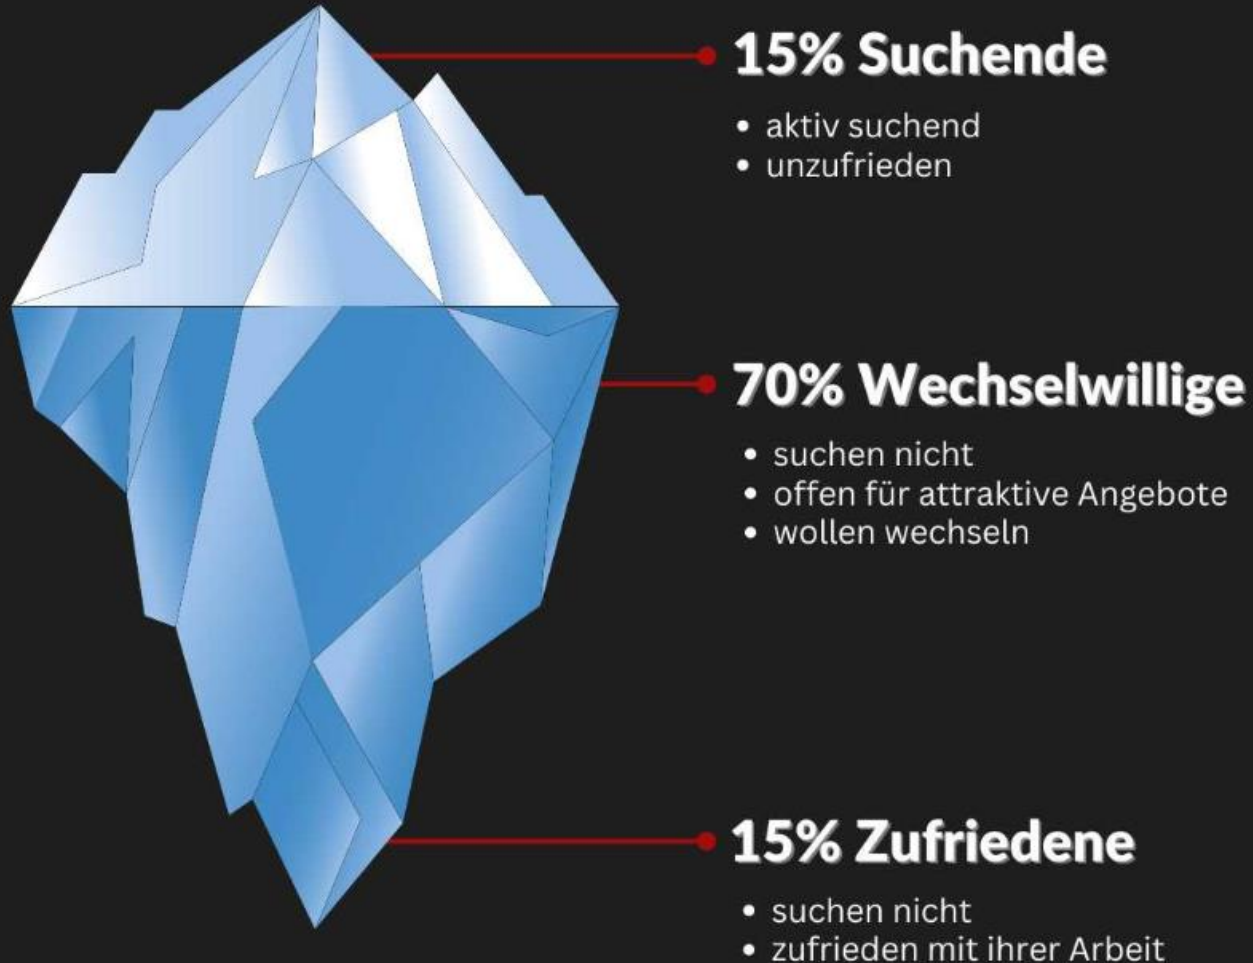 15% Suchende
• aktiv suchend
• unzufrieden
70% Wechselwillige
• suchen nicht
• offen für attraktive Angebote
• wollen wechseln
15% Zufriedene
• suchen nicht
• zufrieden mit ihrer Arbeit